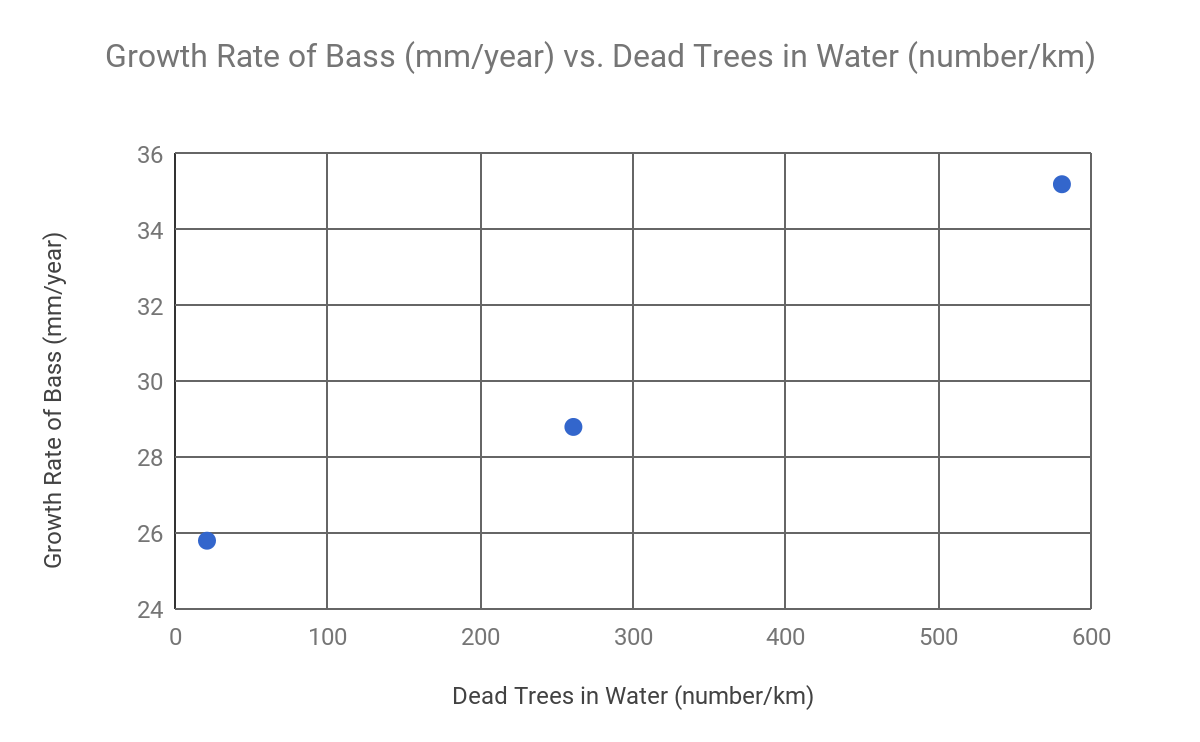 Growth Rate of Bass (mm/year) vs. Dead Trees in Water (number/km)
Growth Rate of Bass (mm/year)
36
34
32
30
28
26
24
0 100 200 300 400 500 600
Dead Trees in Water (number/km)